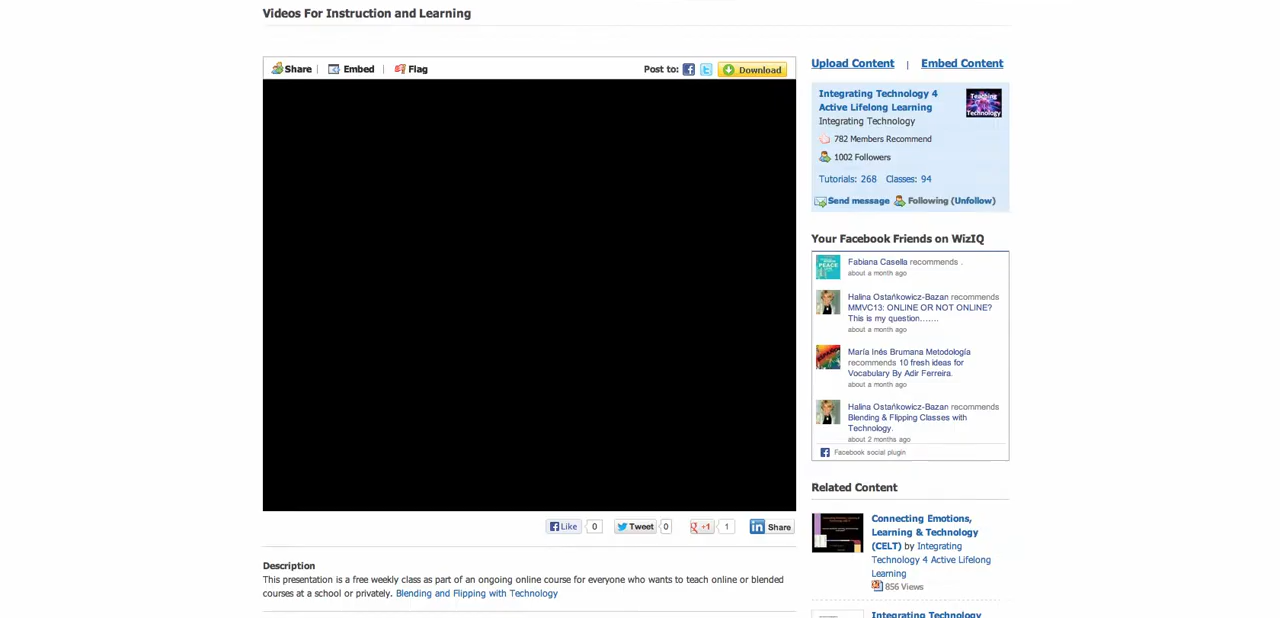 Videos For Instruction and Learning
Share | Embed | Flag
Post to: Download
Upload Content | Embed Content
Integrating Technology 4
Active Lifelong Learning
Integrating Technology
Teaching
Technology
782 Members Recommend
1002 Followers
Tutorials: 268 Classes: 94
Send message Following (Unfollow)
Your Facebook Friends on WizIQ
Fabiana Casella recommends .
about a month ago
Halina Ostańkowicz-Bazan recommends
MMVC13: ONLINE OR NOT ONLINE?
This is my question.......
about a month ago
María Inés Brumana Metodología
recommends 10 fresh ideas for
Vocabulary By Adir Ferreira.
about a month ago
Halina Ostańkowicz-Bazan recommends
Blending & Flipping Classes with
Technology.
about 2 months ago
Facebook social plugin
Related Content
Connecting Emotions,
Learning & Technology
(CELT) by Integrating
Technology 4 Active Lifelong
Learning
856 Views
Integrating Technology
Like 0 Tweet 0 +1 1 in Share
Description
This presentation is a free weekly class as part of an ongoing online course for everyone who wants to teach online or blended
courses at a school or privately. Blending and Flipping with Technology